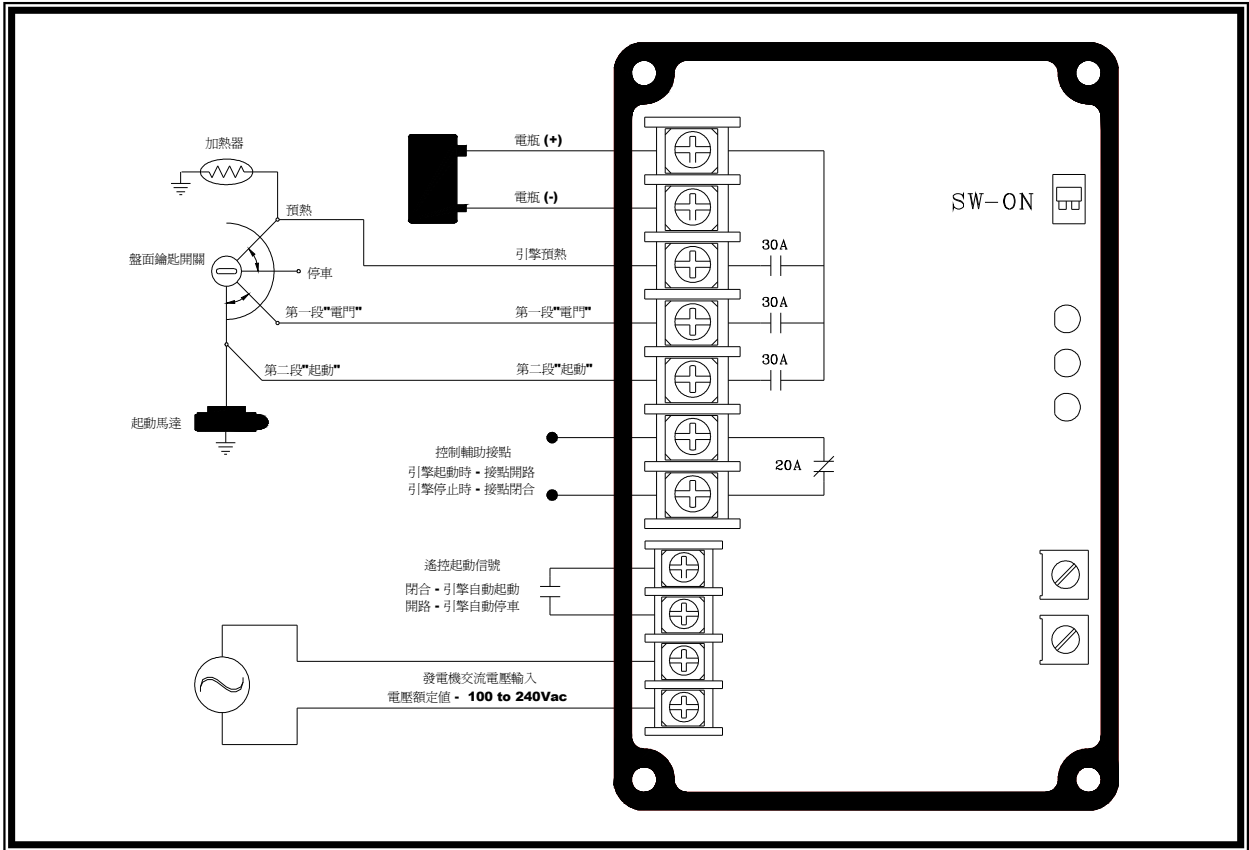 加熱器
預熱
盤面鑰匙開關
停車
第一段"電門"
第二段"起動"
起動馬達
電瓶 (+)
電瓶 (-)
引擎預熱
第一段"電門"
第二段"起動"
控制輔助接點
引擎起動時 - 接點開路
引擎停止時 - 接點閉合
遙控起動信號
閉合 - 引擎自動起動
開路 - 引擎自動停車
發電機交流電壓輸入
電壓額定值 - 100 to 240Vac
30A
30A
30A
20A
SW-ON